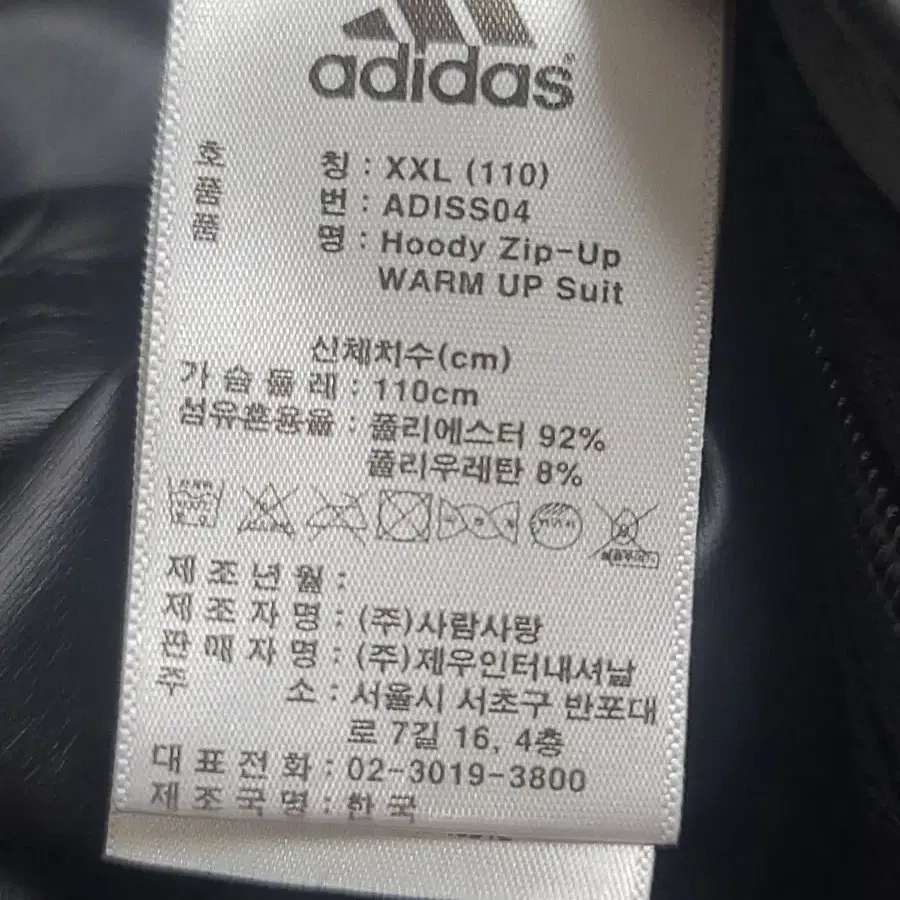 adidas®
호 칭 : XXL (110)
품 번 : ADISS04
품 명 : Hoody Zip-Up
WARM UP Suit
신체치수(cm)
가 슴 둘 레 : 110cm
섬유혼용율 : 폴리에스터 92%
폴리우레탄 8%
제 조 년 월 :
제 조 자 명 : (주)사람사랑
판 매 자 명 : (주)제우인터내셔날
주 소 : 서울시 서초구 반포대
로 7길 16, 4층
대 표 전 화 : 02-3019-3800
제 조 국 명 : 한 국